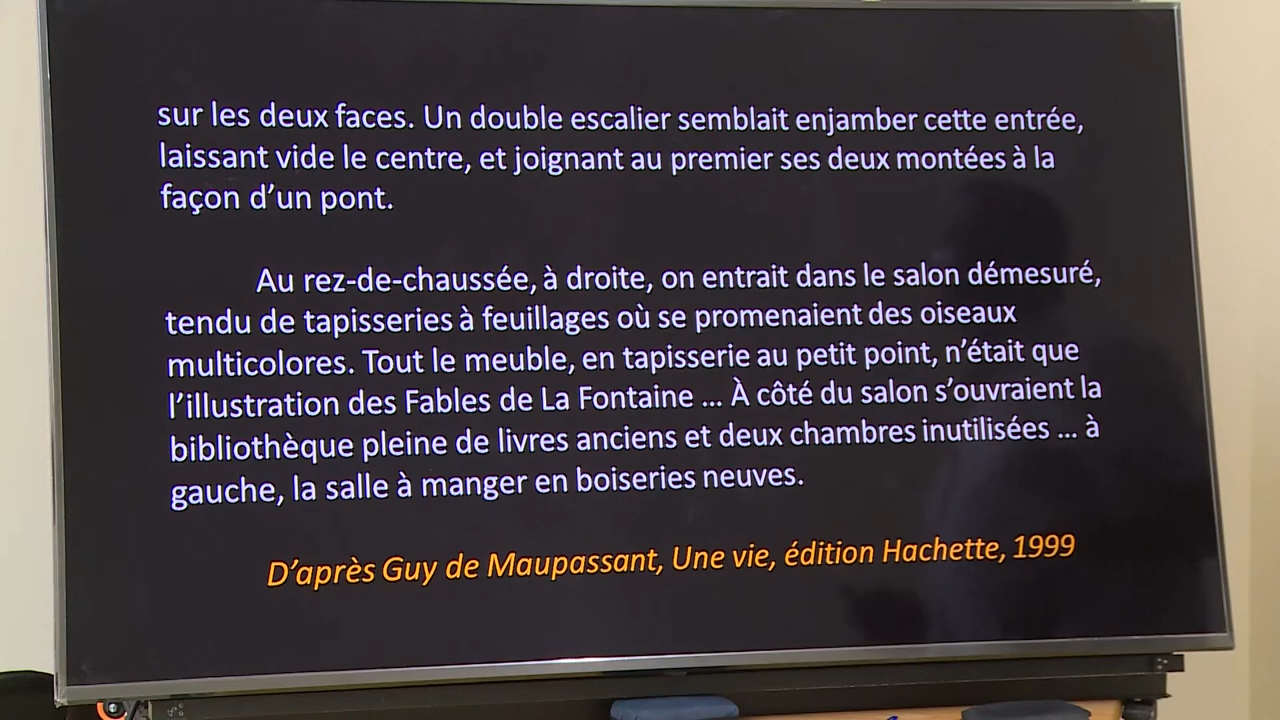 sur les deux faces. Un double escalier semblait enjamber cette entrée,
laissant vide le centre, et joignant au premier ses deux montées à la
façon d’un pont.
Au rez-de-chaussée, à droite, on entrait dans le salon démesuré,
tendu de tapisseries à feuillages où se promenaient des oiseaux
multicolores. Tout le meuble, en tapisserie au petit point, n’était que
l’illustration des Fables de La Fontaine ... À côté du salon s’ouvraient la
bibliothèque pleine de livres anciens et deux chambres inutilisées ... à
gauche, la salle à manger en boiseries neuves.
D’après Guy de Maupassant, Une vie, édition Hachette, 1999